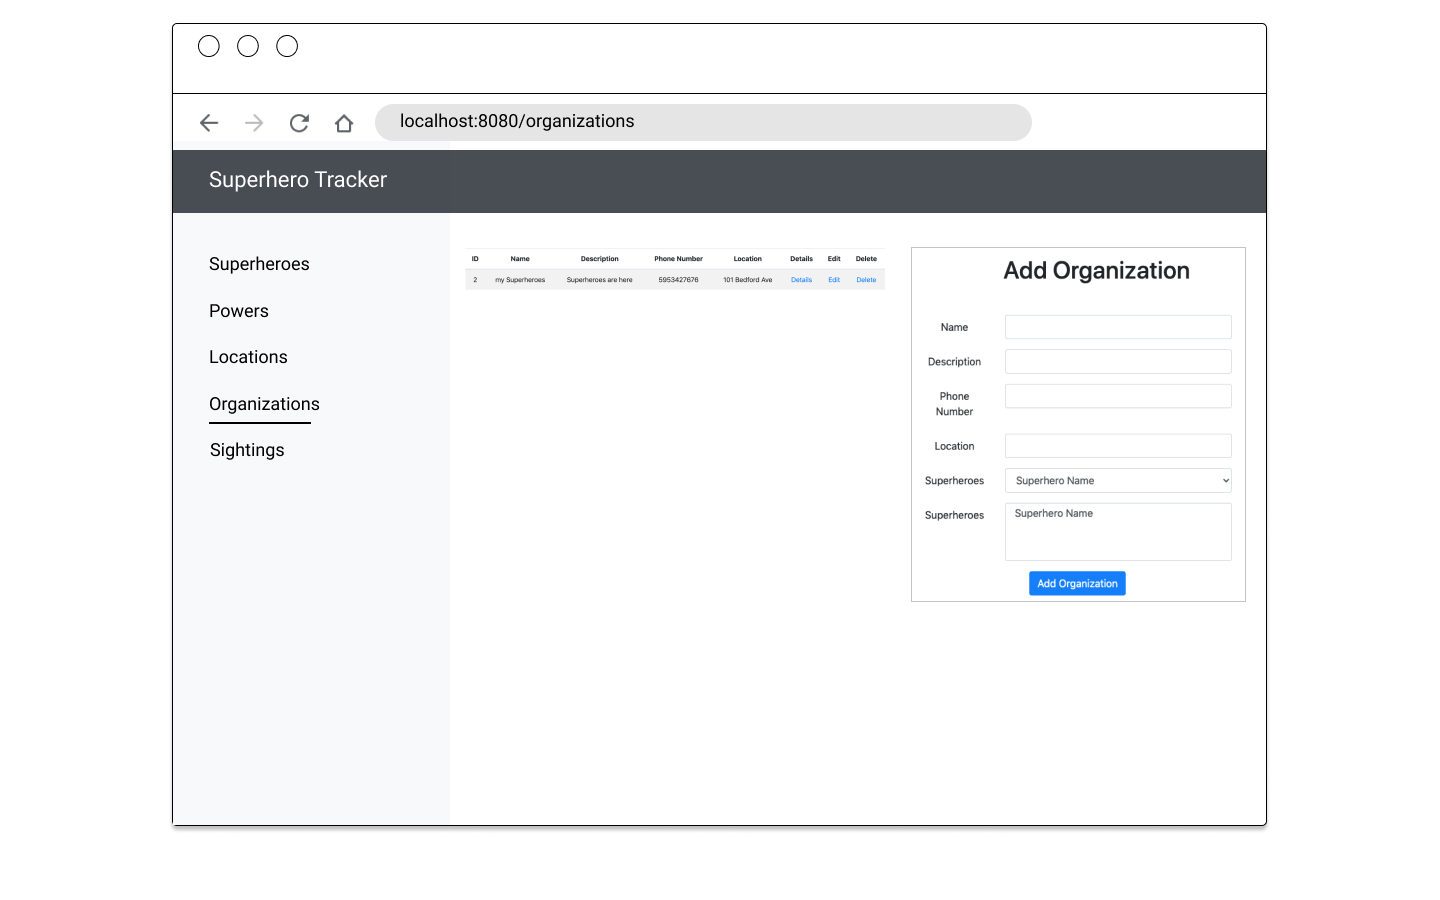 localhost:8080/organizations
Superhero Tracker
Superheroes
Powers
Locations
Organizations
Sightings
ID Name Description Phone Number Location Details Edit Delete
2 my Superheroes Superheroes are here 5953427676 101 Bedford Ave Details Edit Delete
Add Organization
Name
Description
Phone
Number
Location
Superheroes Superhero Name
Superheroes Superhero Name
Add Organization